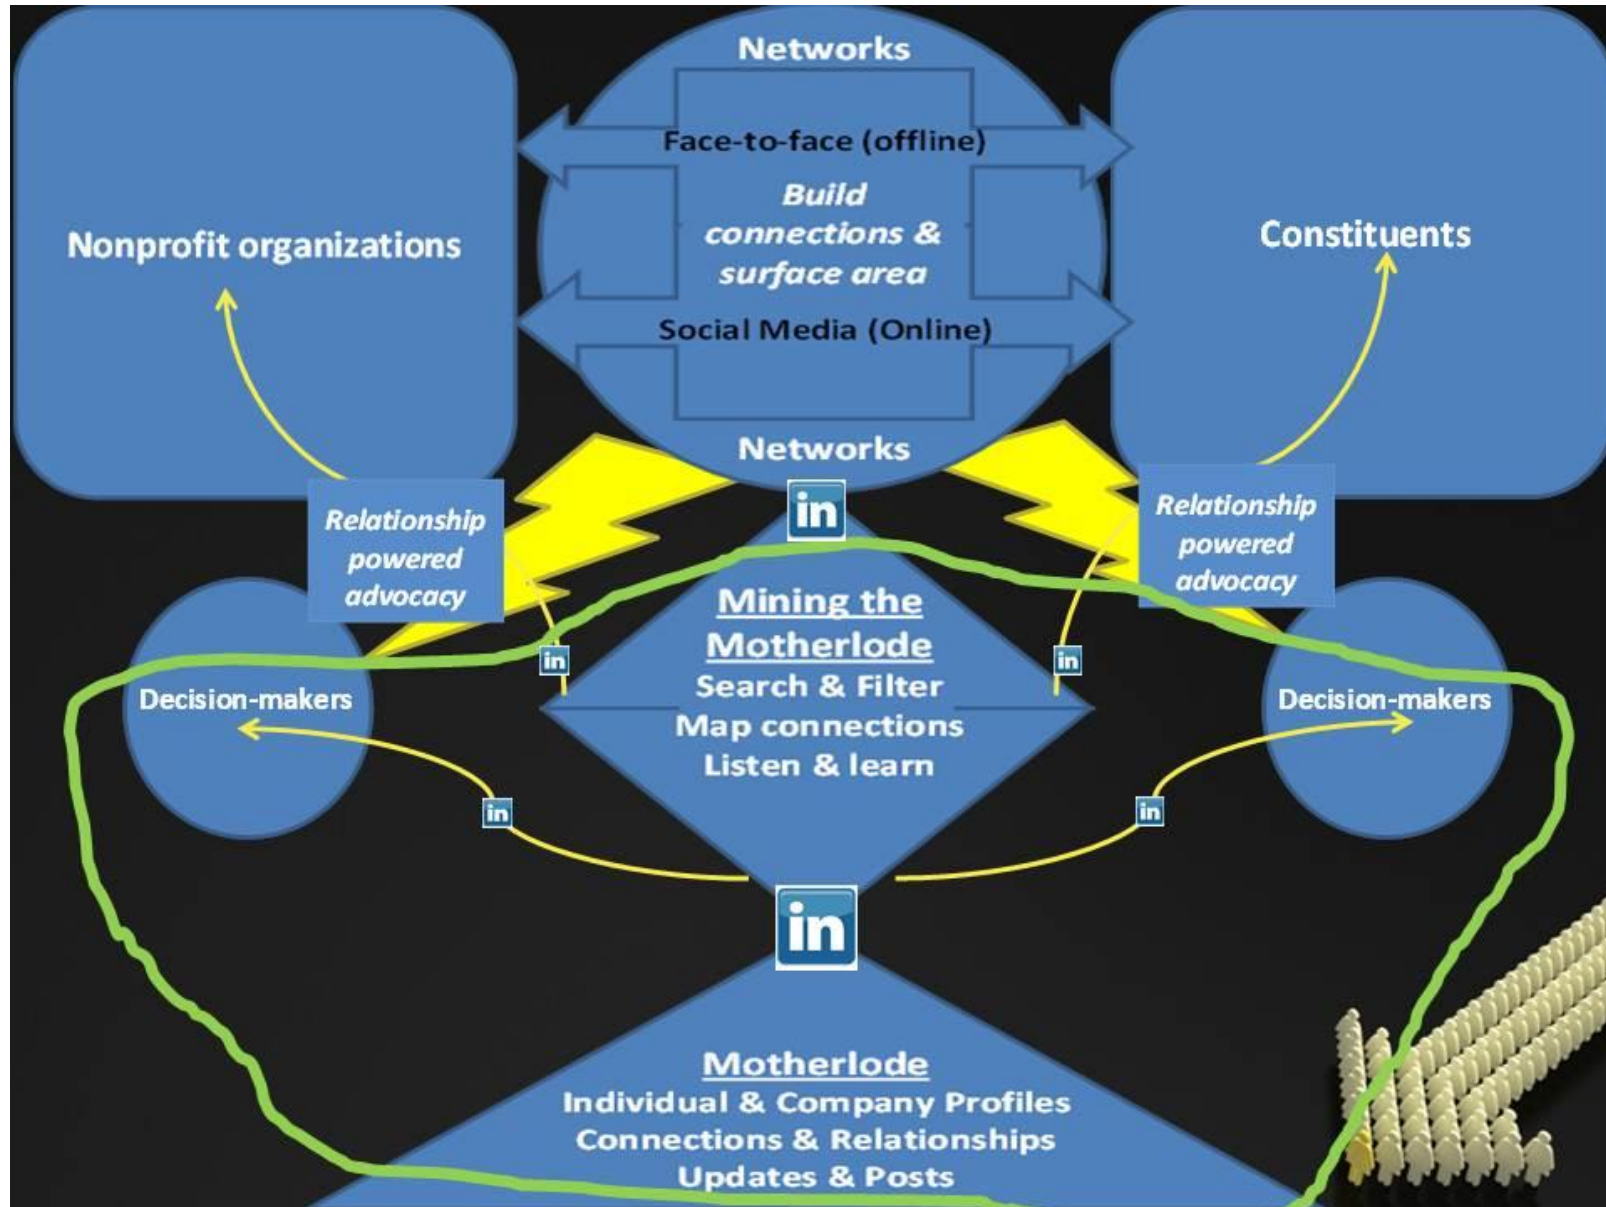 Networks
Face-to-face (offline)
Build
connections &
surface area
Social Media (Online)
Networks
Nonprofit organizations
Constituents
Relationship
powered
advocacy
Relationship
powered
advocacy
in
in
in
Mining the
Motherlode
Search & Filter
Map connections
Listen & learn
Decision-makers
Decision-makers
in
in
in
Motherlode
Individual & Company Profiles
Connections & Relationships
Updates & Posts